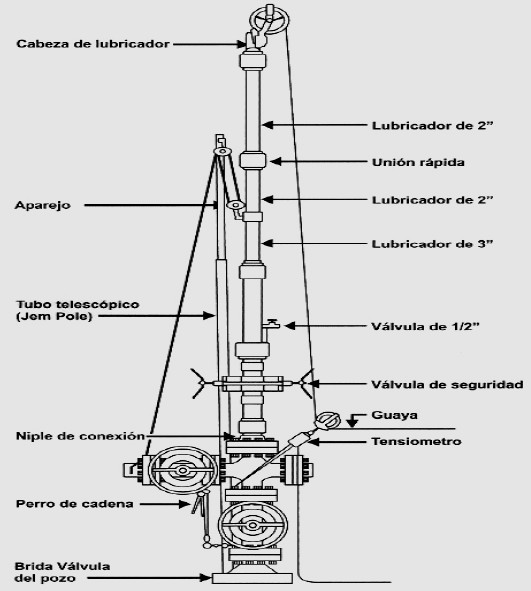 Cabeza de lubricador
Lubricador de 2”
Unión rápida
Aparejo
Lubricador de 2”
Lubricador de 3”
Tubo telescópico
(Jem Pole)
Válvula de 1/2”
Válvula de seguridad
Guaya
Niple de conexión
Tensiometro
Perro de cadena
Brida Válvula
del pozo